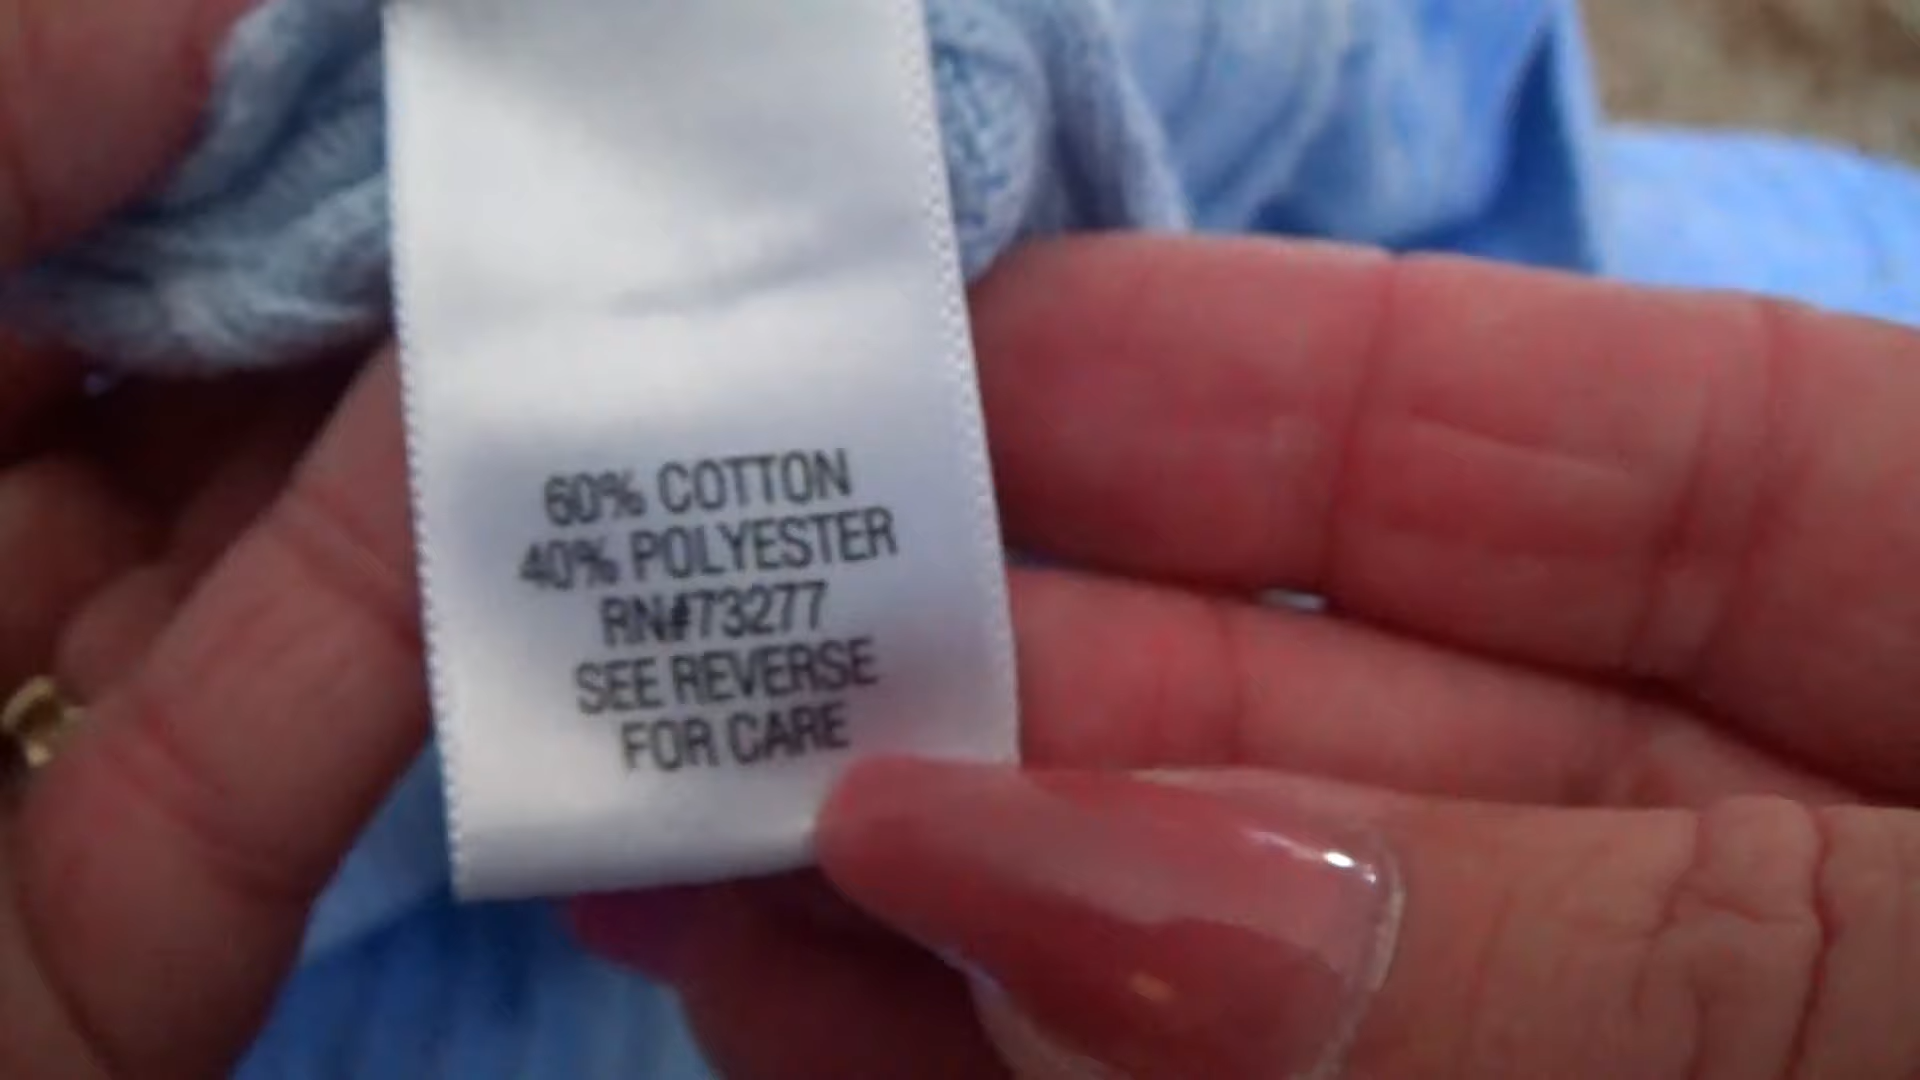 60% COTTON
40% POLYESTER
RN#73277
SEE REVERSE
FOR CARE